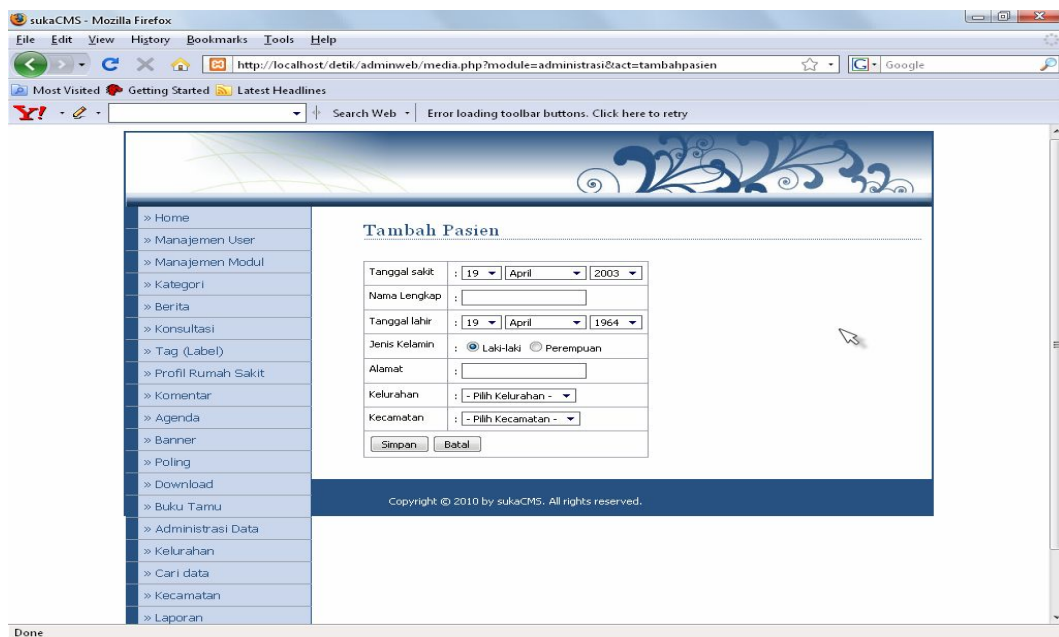 sukaCMS - Mozilla Firefox
File Edit View History Bookmarks Tools Help
http://localhost/detik/adminweb/media.php?module=administrasi&act=tambahpasien
Google
Most Visited Getting Started Latest Headlines
Y! Search Web Error loading toolbar buttons. Click here to retry
» Home
» Manajemen User
» Manajemen Modul
» Kategori
» Berita
» Konsultasi
» Tag (Label)
» Profil Rumah Sakit
» Komentar
» Agenda
» Banner
» Poling
» Download
» Buku Tamu
» Administrasi Data
» Kelurahan
» Cari data
» Kecamatan
» Laporan
Tambah Pasien
Tanggal sakit : 19 April 2003
Nama Lengkap :
Tanggal lahir : 19 April 1964
Jenis Kelamin : Laki-laki Perempuan
Alamat :
Kelurahan : - Pilih Kelurahan -
Kecamatan : - Pilih Kecamatan -
Simpan Batal
Copyright © 2010 by sukaCMS. All rights reserved.
Done